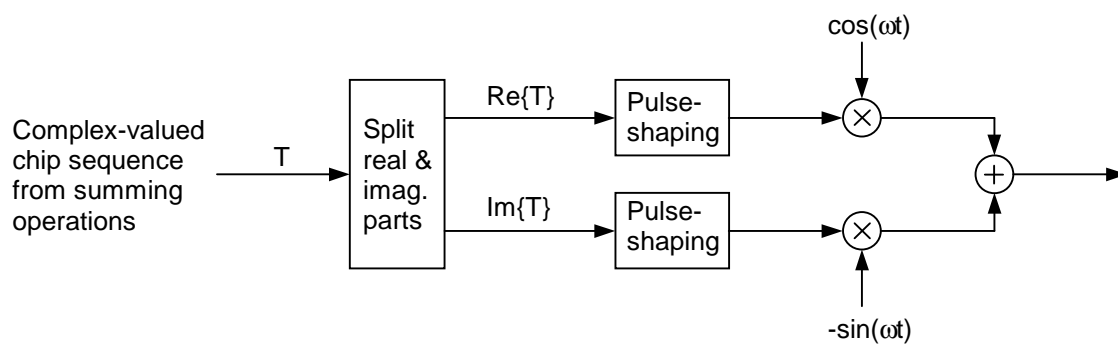 cos(ωt)
Complex-valued
chip sequence
from summing
operations
T
Split
real &
imag.
parts
Re{T}
Pulse-
shaping
Im{T}
Pulse-
shaping
-sin(ωt)